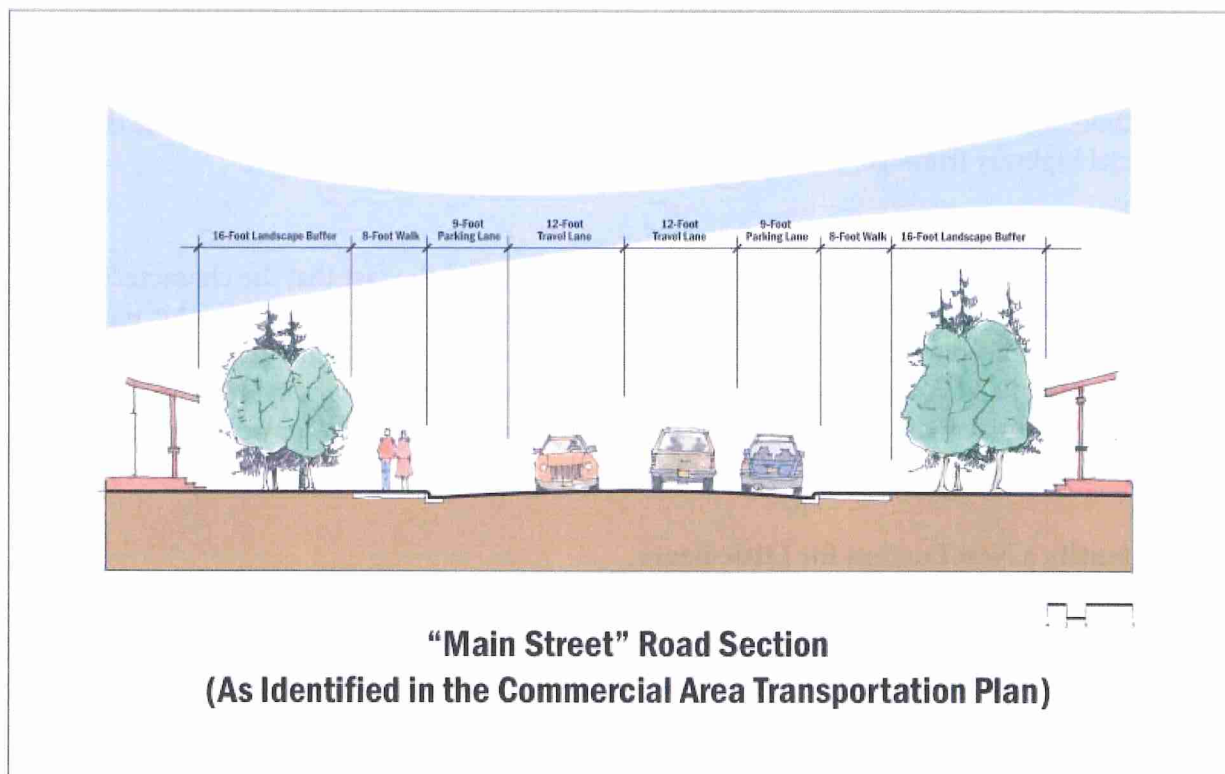 16-Foot Landscape Buffer
8-Foot Walk
9-Foot
Parking Lane
12-Foot
Travel Lane
12-Foot
Travel Lane
9-Foot
Parking Lane
8-Foot Walk
16-Foot Landscape Buffer
“Main Street” Road Section
(As Identified in the Commercial Area Transportation Plan)